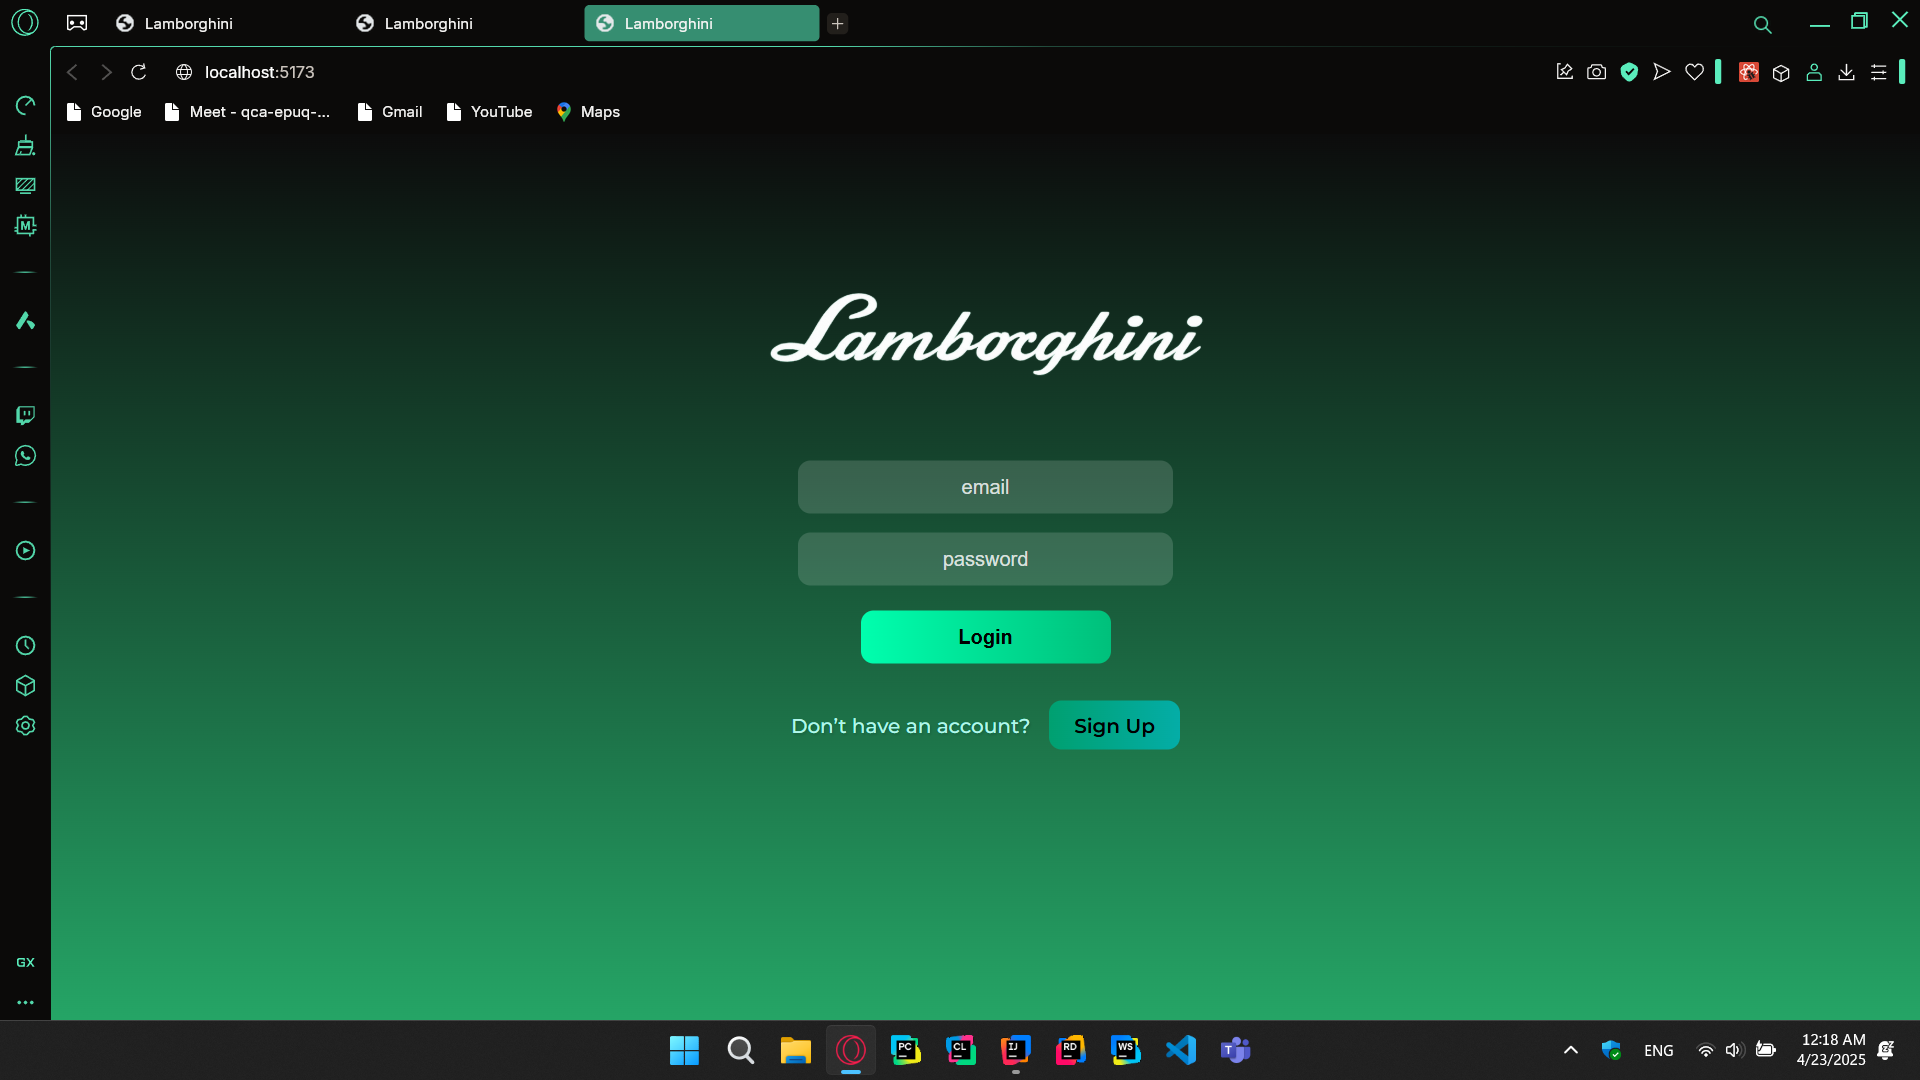 Lamborghini
Lamborghini
Lamborghini
localhost:5173
Google
Meet - qca-epuq-...
Gmail
YouTube
Maps
M
Lamborghini
email
password
Login
Don’t have an account?
Sign Up
GX
PC
CL
IJ
RD
WS
T
ENG
12:18 AM
4/23/2025